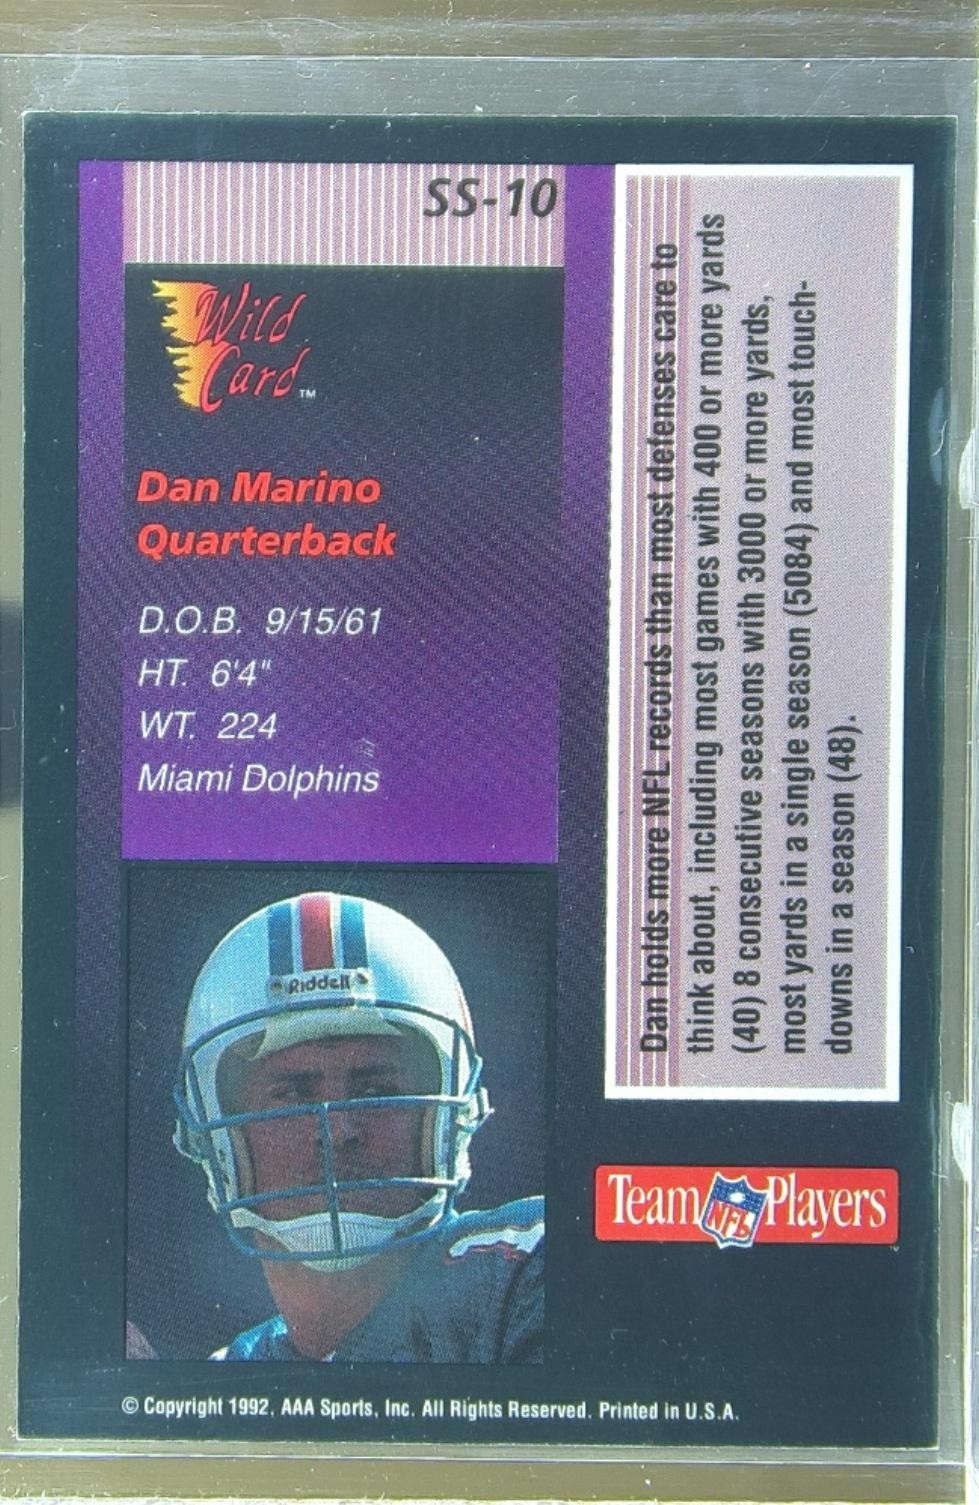 SS-10
Wild
Card™
Dan Marino
Quarterback
D.O.B. 9/15/61
HT. 6'4"
WT. 224
Miami Dolphins
Riddell
Dan holds more NFL records than most defenses care to
think about, including most games with 400 or more yards
(40) 8 consecutive seasons with 3000 or more yards,
most yards in a single season (5084) and most touch-
downs in a season (48).
Team NFL Players
© Copyright 1992, AAA Sports, Inc. All Rights Reserved. Printed in U.S.A.